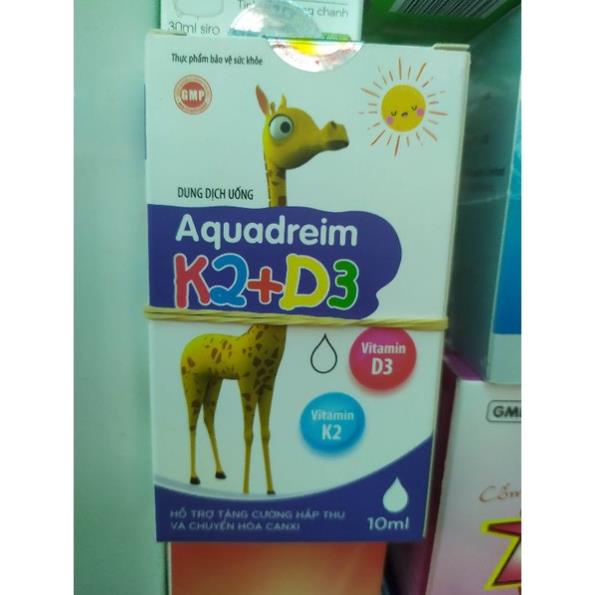 30ml siro
Thực phẩm bảo vệ sức khỏe
GMP
DUNG DỊCH UỐNG
Aquadreim
K2+D3
Vitamin
D3
Vitamin
K2
HỖ TRỢ TĂNG CƯỜNG HẤP THU
VÀ CHUYỂN HÓA CANXI
10ml